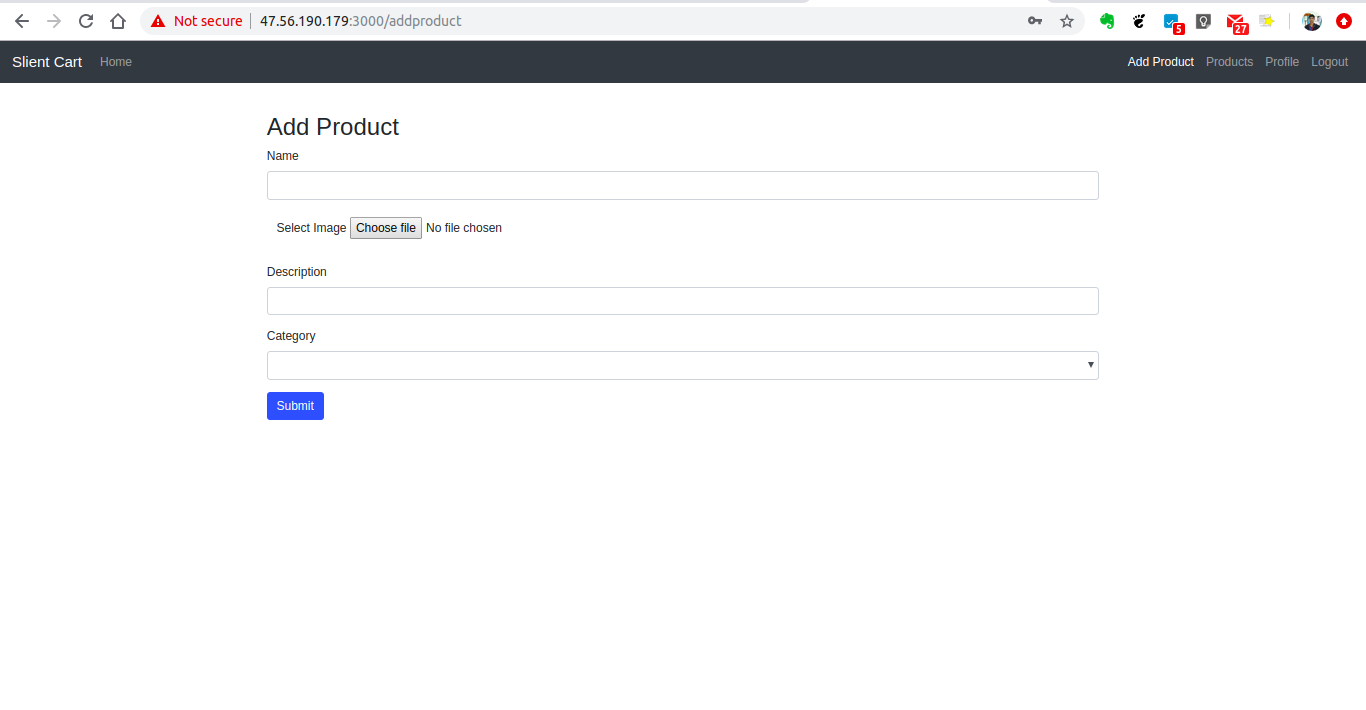 Not secure 47.56.190.179:3000/addproduct 5 27
Slient Cart Home Add Product Products Profile Logout
Add Product
Name
Select Image Choose file No file chosen
Description
Category
Submit